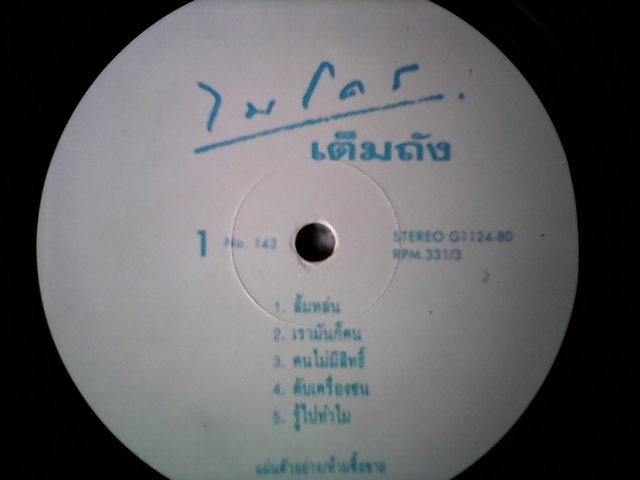 ไมโคร
เต็มถัง
1 No. 143
STEREO G1124-80
RPM. 331/3
1. ส้มหล่น
2. เรามันก็คน
3. คนไม่มีสิทธิ์
4. ดับเครื่องชน
5. รู้ไปทำไม
แผ่นตัวอย่าง/ห้ามซื้อขาย